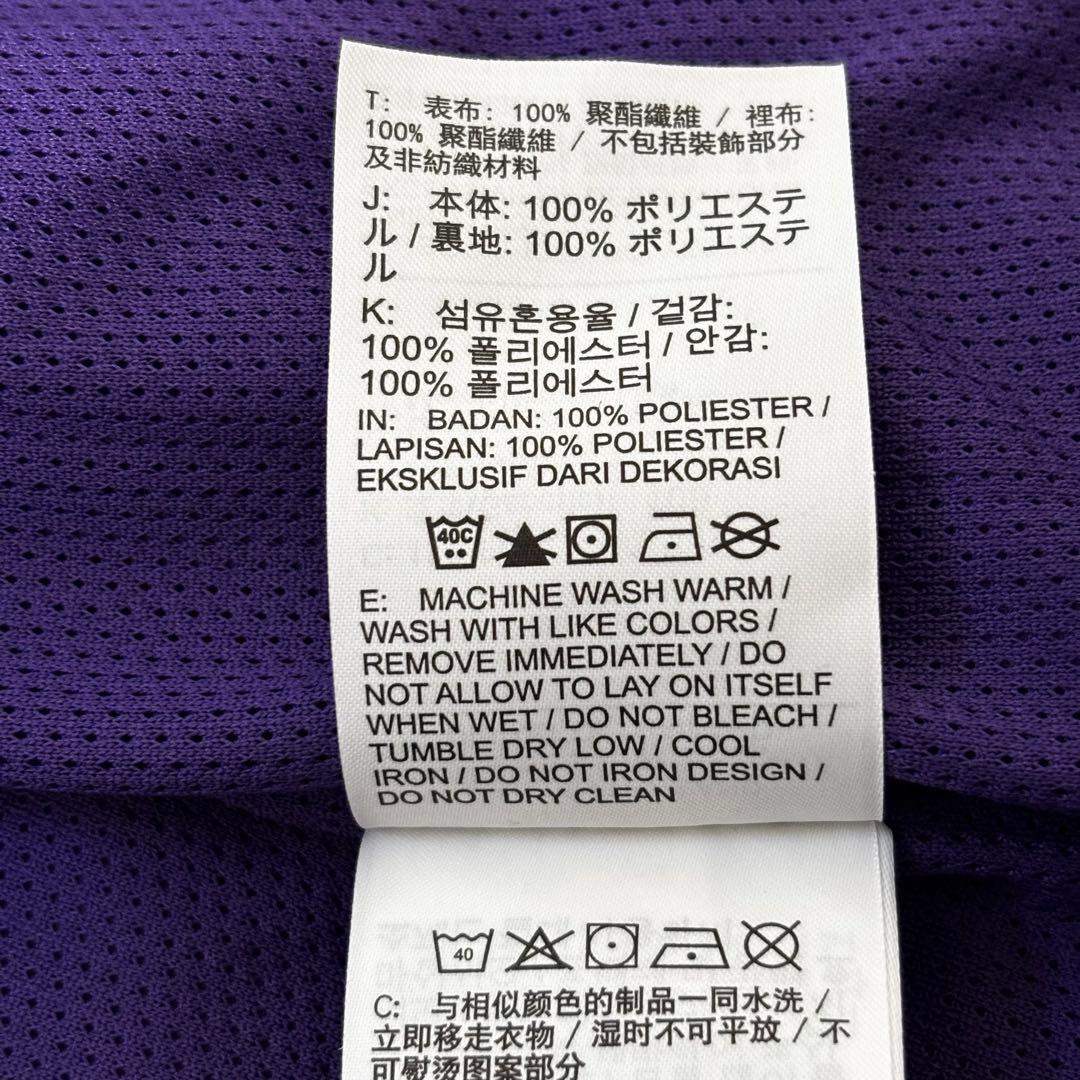 T: 表布: 100% 聚酯纖維 / 裡布:
100% 聚酯纖維 / 不包括裝飾部分
及非紡織材料
J: 本体: 100% ポリエステ
ル / 裏地: 100% ポリエステ
ル
K: 섬유혼용율 / 겉감:
100% 폴리에스터 / 안감:
100% 폴리에스터
IN: BADAN: 100% POLIESTER /
LAPISAN: 100% POLIESTER /
EKSKLUSIF DARI DEKORASI
40C
E: MACHINE WASH WARM /
WASH WITH LIKE COLORS /
REMOVE IMMEDIATELY / DO
NOT ALLOW TO LAY ON ITSELF
WHEN WET / DO NOT BLEACH /
TUMBLE DRY LOW / COOL
IRON / DO NOT IRON DESIGN /
DO NOT DRY CLEAN
40
C: 与相似颜色的制品一同水洗 /
立即移走衣物 / 湿时不可平放 / 不
可熨烫图案部分